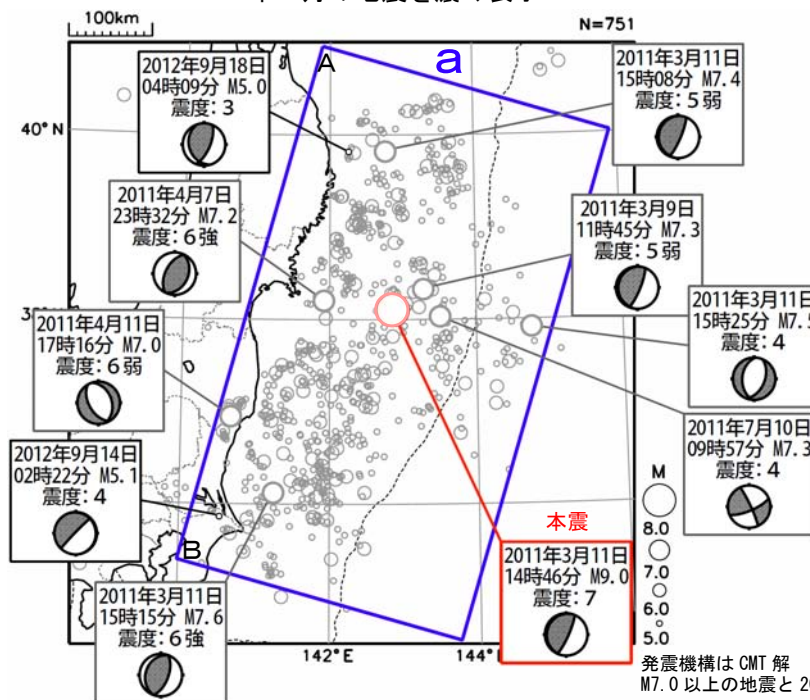 100km
N=751
A
a
B
40°N
142°E
144°E
2012年9月18日
04時09分 M5.0
震度:3
2011年3月11日
15時08分 M7.4
震度:5弱
2011年4月7日
23時32分 M7.2
震度:6強
2011年3月9日
11時45分 M7.3
震度:5弱
2011年4月11日
17時16分 M7.0
震度:6弱
2011年3月11日
15時25分 M7.5
震度:4
2011年7月10日
09時57分 M7.3
震度:4
2012年9月14日
02時22分 M5.1
震度:4
本震
2011年3月11日
14時46分 M9.0
震度:7
2011年3月11日
15時15分 M7.6
震度:6強
M
8.0
7.0
6.0
5.0
発震機構は CMT 解
M7.0 以上の地震と 20